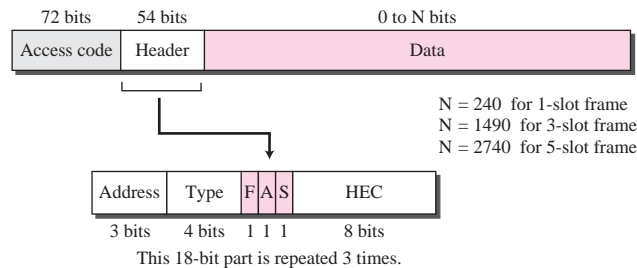 72 bits 54 bits 0 to N bits
Access code Header Data
N = 240 for 1-slot frame
N = 1490 for 3-slot frame
N = 2740 for 5-slot frame
Address Type F A S HEC
3 bits 4 bits 1 1 1 8 bits
This 18-bit part is repeated 3 times.